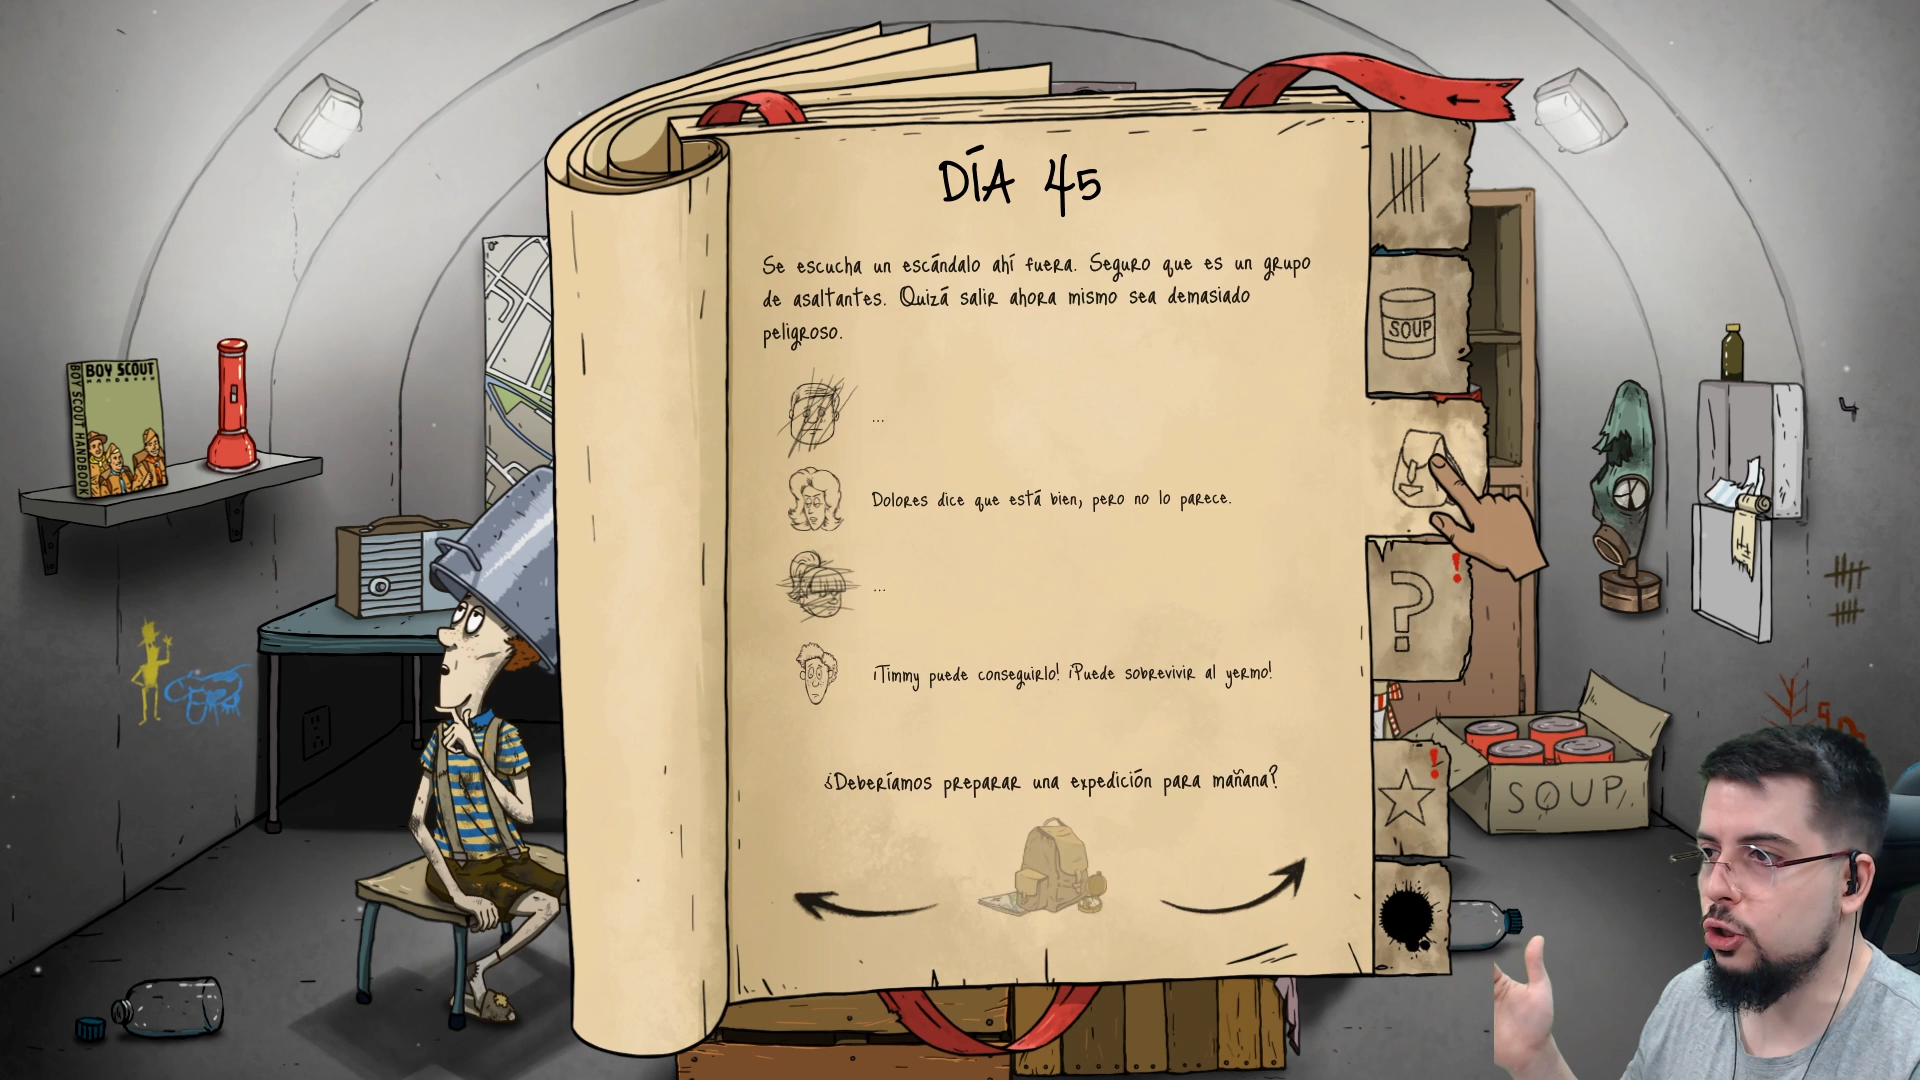 DÍA 45
Se escucha un escándalo ahí fuera. Seguro que es un grupo
de asaltantes. Quizá salir ahora mismo sea demasiado
peligroso.
...
Dolores dice que está bien, pero no lo parece.
...
¡Timmy puede conseguirlo! ¡Puede sobrevivir al yermo!
¿Deberíamos preparar una expedición para mañana?
SOUP
?
!
!
BOY SCOUT
HANDBOOK
BOY SCOUT HANDBOOK
SOUP
4